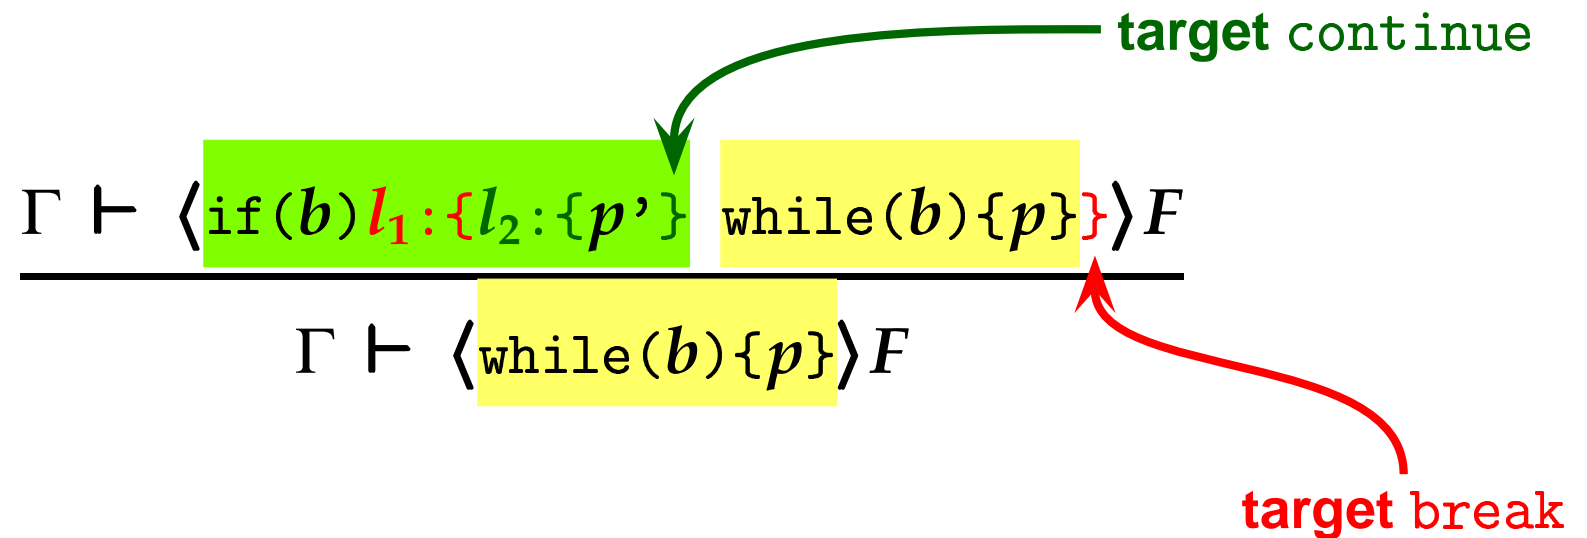 target continue
Γ ⊢ ⟨if(b)l₁:{l₂:{p’} while(b){p}}⟩F
Γ ⊢ ⟨while(b){p}⟩F
target break